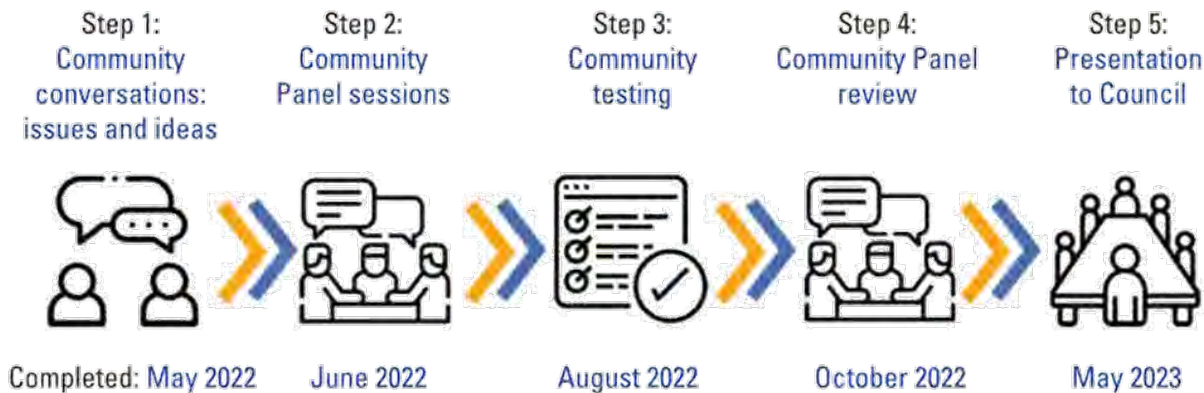 Step 1:
Community
conversations:
issues and ideas
Step 2:
Community
Panel sessions
Step 3:
Community
testing
Step 4:
Community Panel
review
Step 5:
Presentation
to Council
Completed: May 2022
June 2022
August 2022
October 2022
May 2023